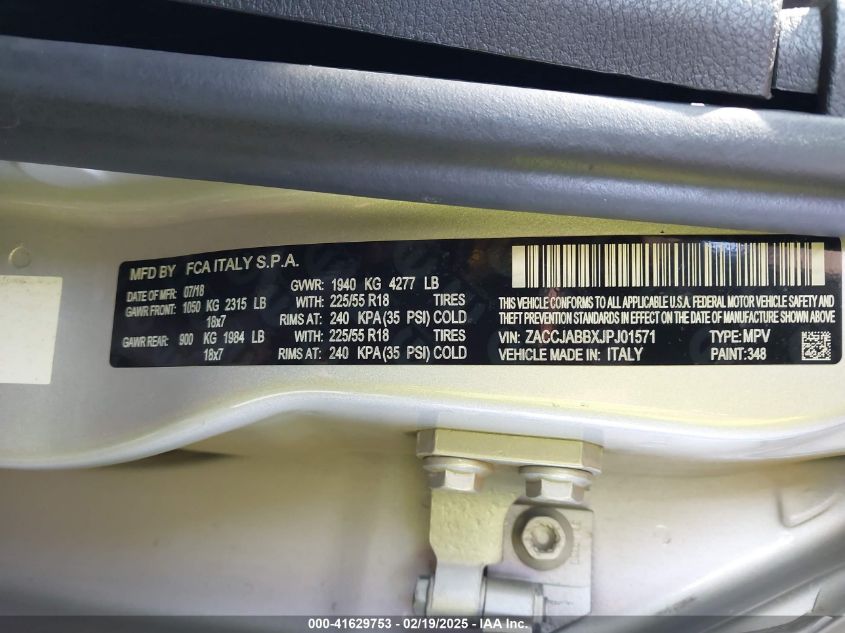 MFD BY FCA ITALY S.P.A.
DATE OF MFR: 07/18 GVWR: 1940 KG 4277 LB
GAWR FRONT: 1050 KG 2315 LB WITH: 225/55 R18 TIRES
18x7 RIMS AT: 240 KPA (35 PSI) COLD
GAWR REAR: 900 KG 1984 LB WITH: 225/55 R18 TIRES
18x7 RIMS AT: 240 KPA (35 PSI) COLD
THIS VEHICLE CONFORMS TO ALL APPLICABLE U.S.A. FEDERAL MOTOR VEHICLE SAFETY AND
THEFT PREVENTION STANDARDS IN EFFECT ON THE DATE OF MANUFACTURE SHOWN ABOVE
VIN: ZACCJABBXJPJ01571 TYPE: MPV
VEHICLE MADE IN: ITALY PAINT: 348
000-41629753 - 02/19/2025 - IAA Inc.